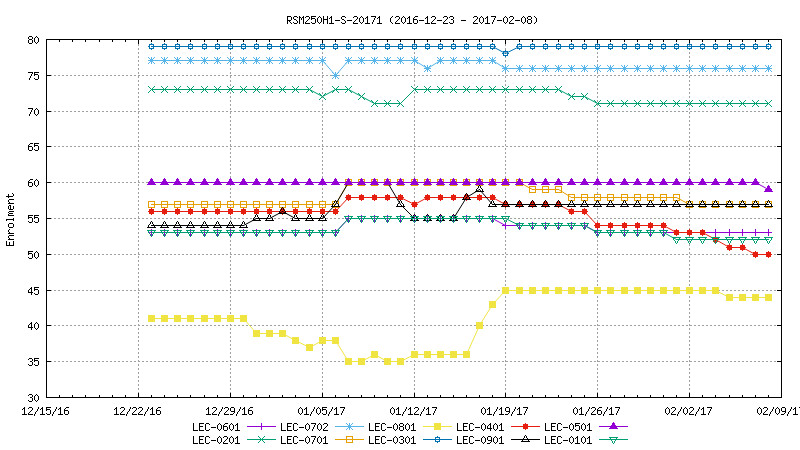 RSM250H1-S-20171 (2016-12-23 - 2017-02-08)
80
75
70
65
60
55
50
45
40
35
30
Enrolment
12/15/16 12/22/16 12/29/16 01/05/17 01/12/17 01/19/17 01/26/17 02/02/17 02/09/1
LEC-0601 LEC-0702 LEC-0801 LEC-0401 LEC-0501
LEC-0201 LEC-0701 LEC-0301 LEC-0901 LEC-0101